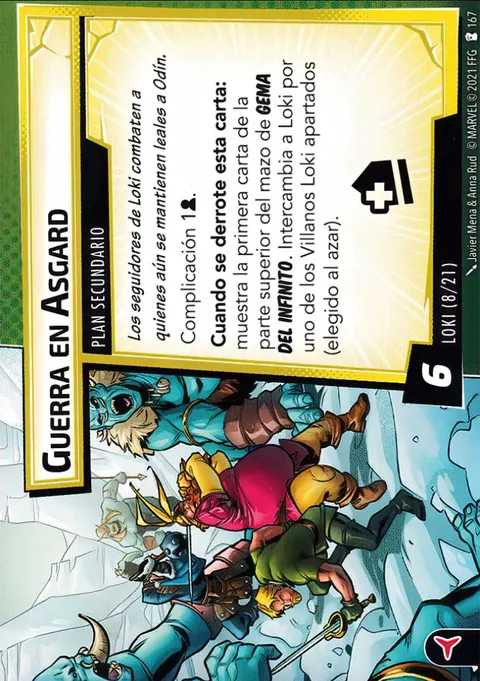 GUERRA EN ASGARD
PLAN SECUNDARIO
Los seguidores de Loki combaten a
quienes aún se mantienen leales a Odín.
Complicación 1.
Cuando se derrote esta carta:
muestra la primera carta de la
parte superior del mazo de GEMA
DEL INFINITO. Intercambia a Loki por
uno de los Villanos Loki apartados
(elegido al azar).
6
LOKI (8/21)
Javier Mena & Anna Rud © MARVEL © 2021 FFG 167